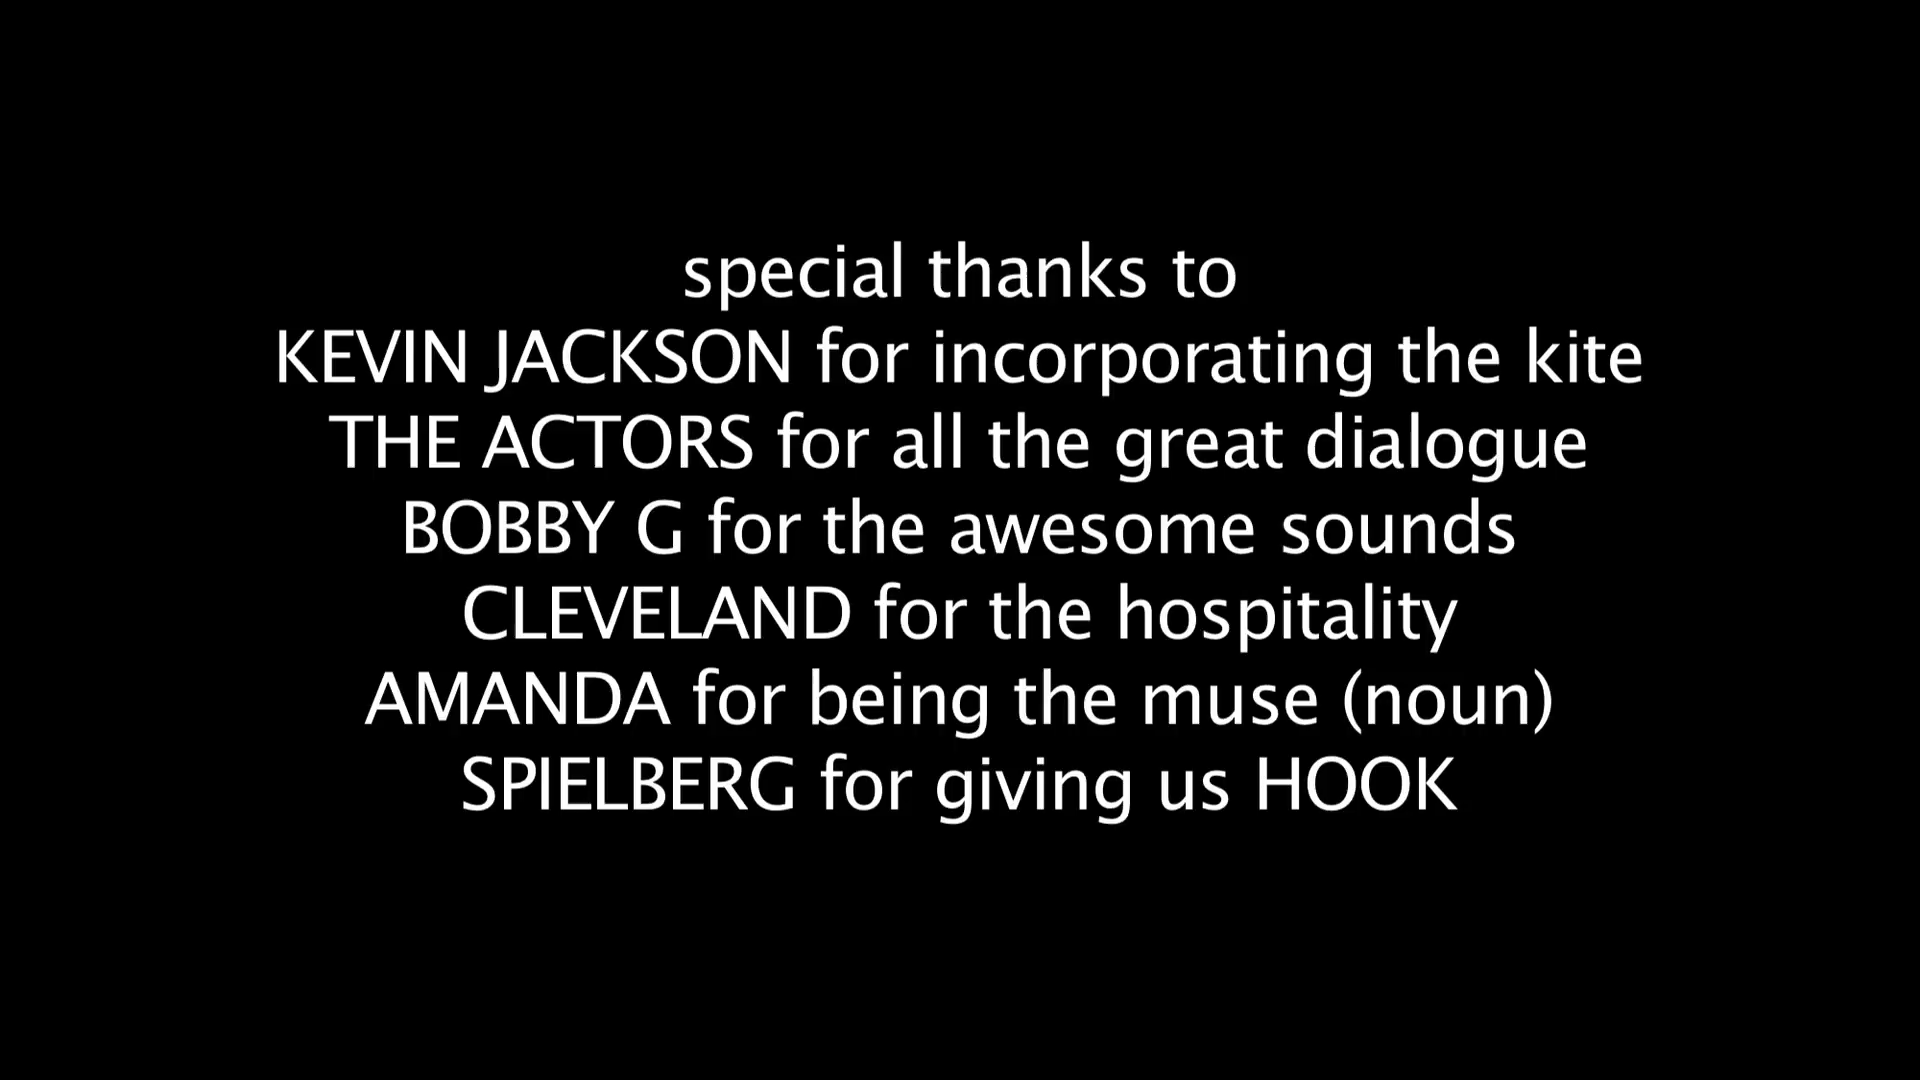 special thanks to
KEVIN JACKSON for incorporating the kite
THE ACTORS for all the great dialogue
BOBBY G for the awesome sounds
CLEVELAND for the hospitality
AMANDA for being the muse (noun)
SPIELBERG for giving us HOOK